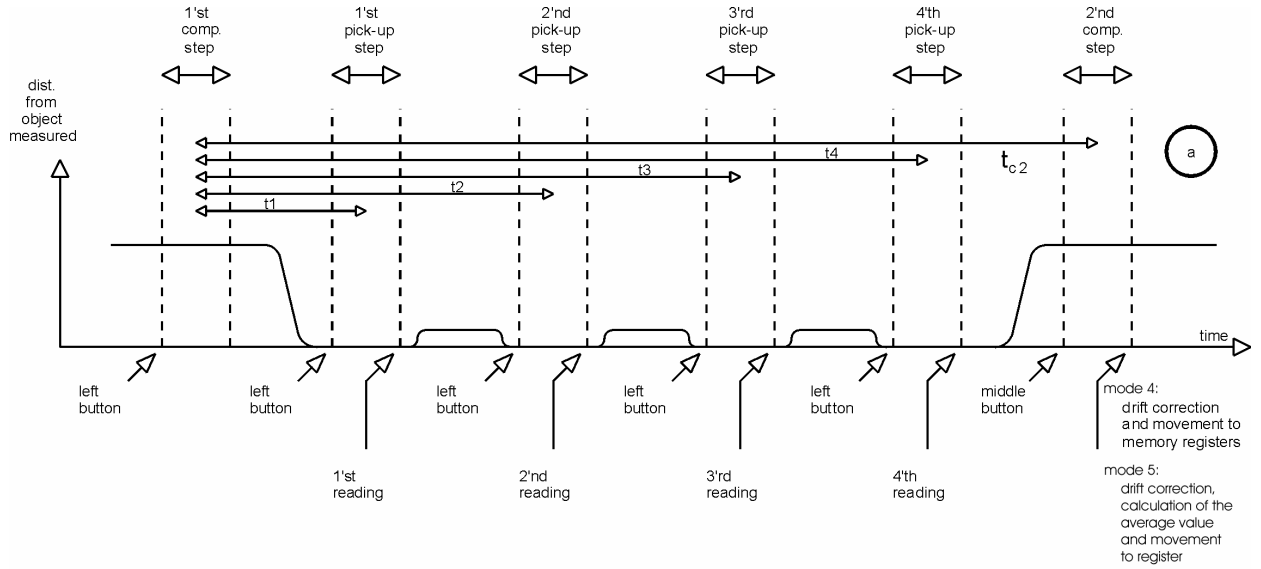 1'st
comp.
step
1'st
pick-up
step
2'nd
pick-up
step
3'rd
pick-up
step
4'th
pick-up
step
2'nd
comp.
step
dist.
from
object
measured
a
t4
tc2
t3
t2
t1
time
left
button
left
button
left
button
left
button
left
button
middle
button
mode 4:
drift correction
and movement to
memory registers
1'st
reading
2'nd
reading
3'rd
reading
4'th
reading
mode 5:
drift correction,
calculation of the
average value
and movement
to register